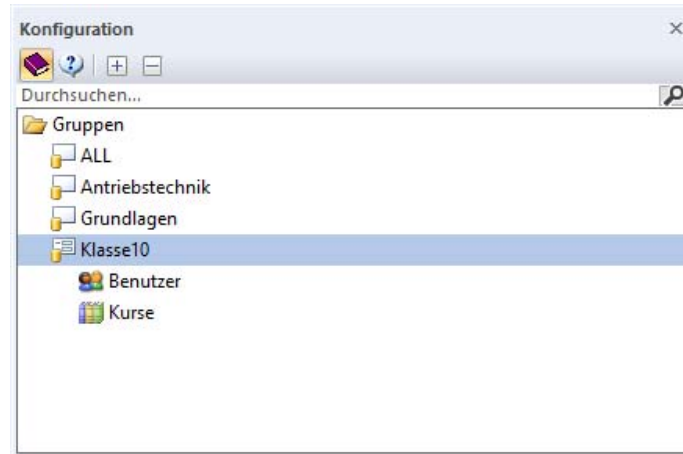 Konfiguration
Durchsuchen...
Gruppen
ALL
Antriebstechnik
Grundlagen
Klasse10
Benutzer
Kurse